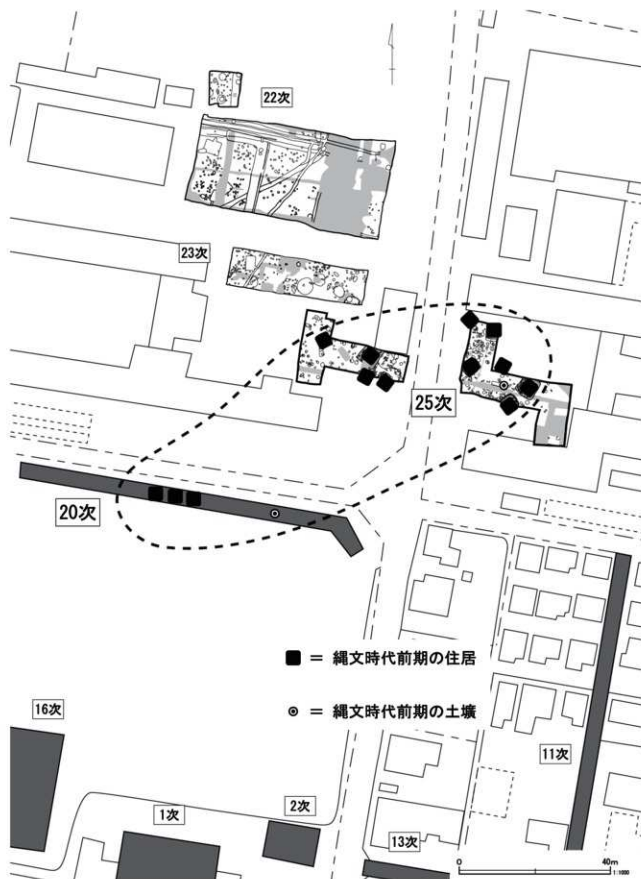 22次
23次
25次
20次
■ = 縄文時代前期の住居
◉ = 縄文時代前期の土壙
16次
11次
1次
2次
13次
0 40m
1:1000